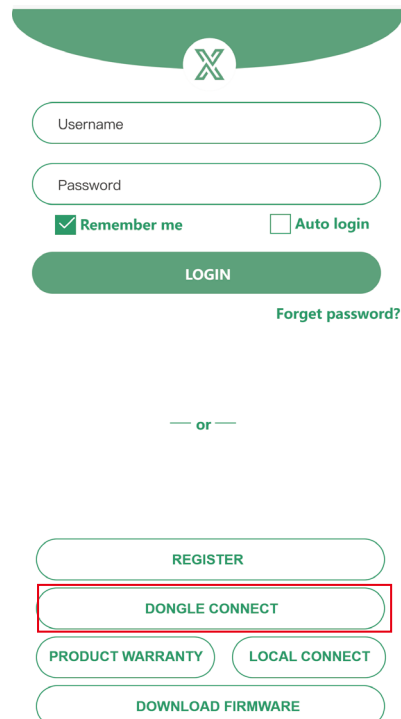 Username
Password
Remember me Auto login
LOGIN
Forget password?
or
REGISTER
DONGLE CONNECT
PRODUCT WARRANTY LOCAL CONNECT
DOWNLOAD FIRMWARE